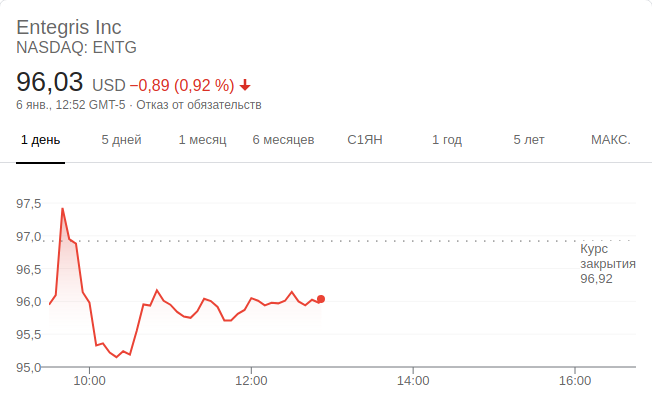 Entegris Inc
NASDAQ: ENTG
96,03 USD −0,89 (0,92 %)
6 янв., 12:52 GMT-5 · Отказ от обязательств
1 день 5 дней 1 месяц 6 месяцев С1ЯН 1 год 5 лет МАКС.
97,5
97,0
Курс
закрытия
96,92
96,5
96,0
95,5
95,0
10:00 12:00 14:00 16:00